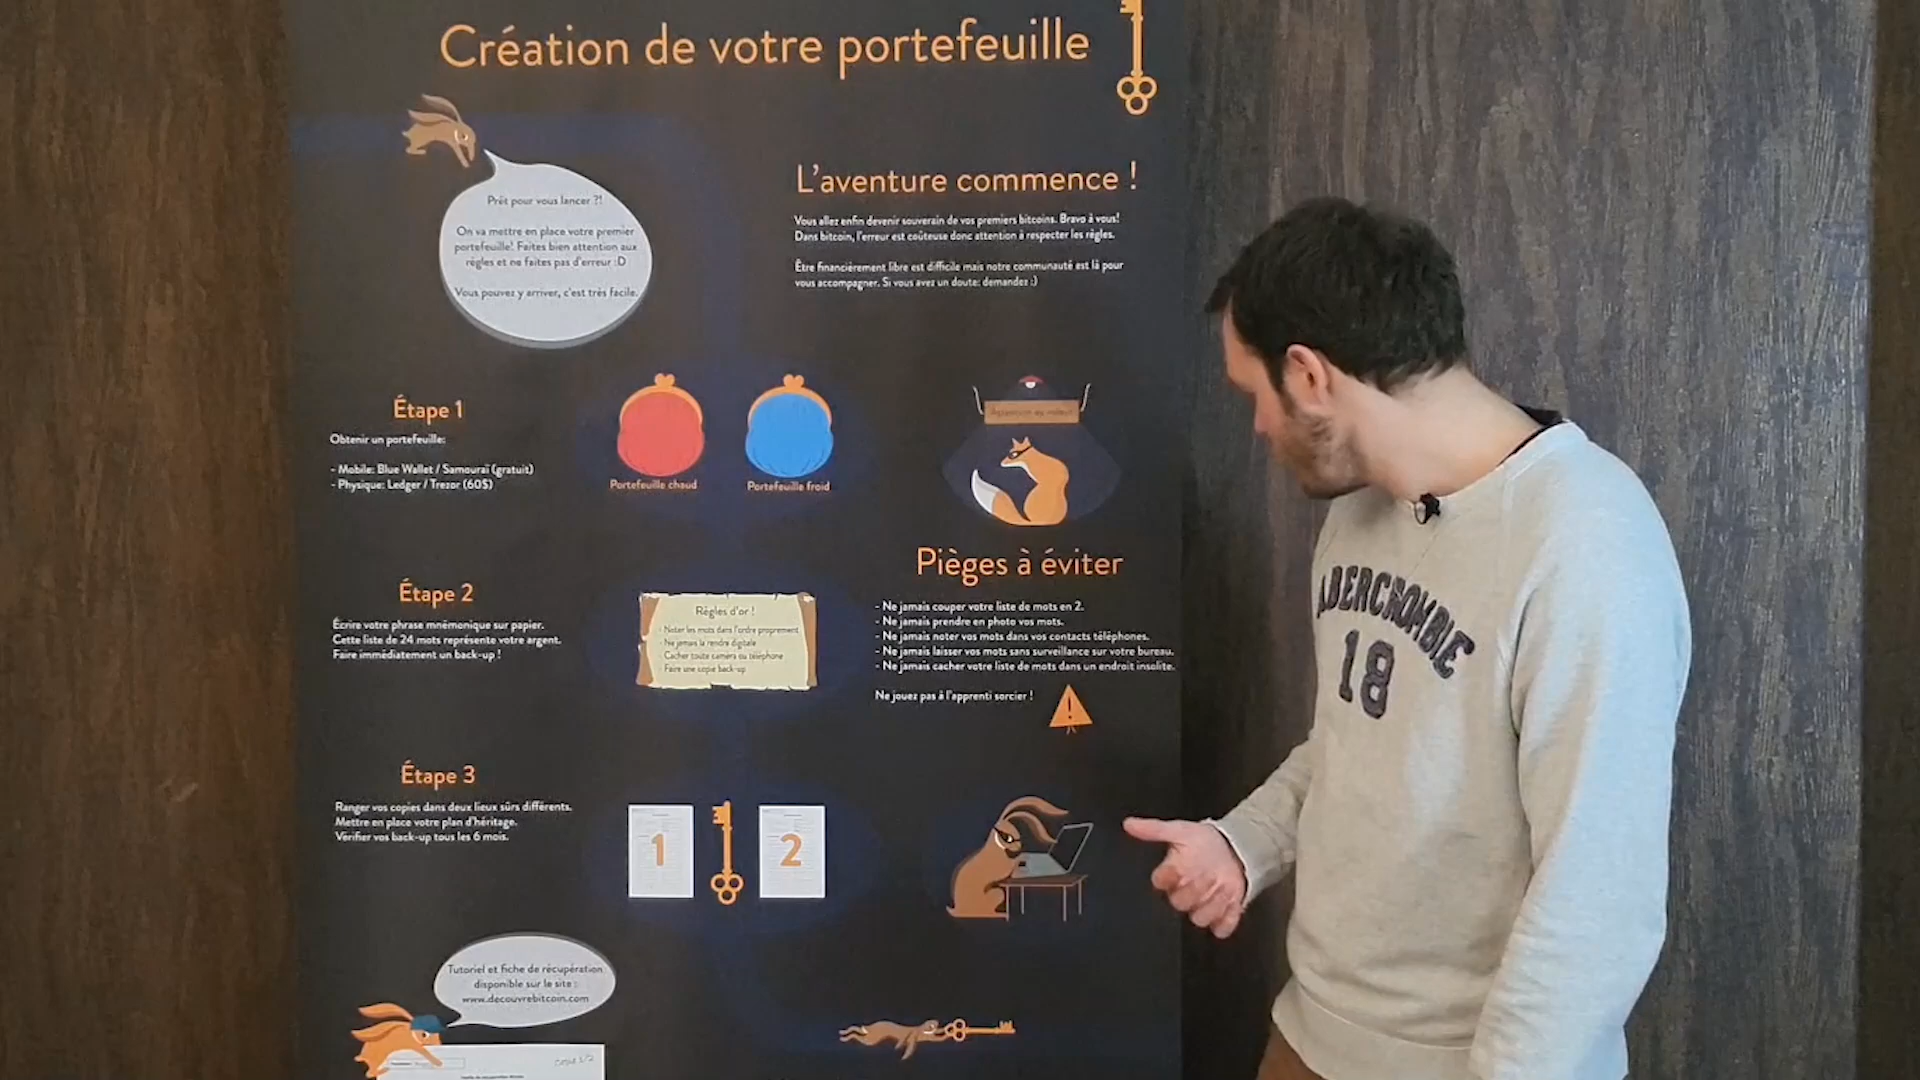 Création de votre portefeuille
Prêt pour vous lancer ?!
On va mettre en place votre premier
portefeuille! Faites bien attention aux
règles et ne faites pas d'erreur :D
Vous pouvez y arriver, c'est très facile.
L'aventure commence !
Vous allez enfin devenir souverain de vos premiers bitcoins. Bravo à vous!
Dans bitcoin, l'erreur est coûteuse donc attention à respecter les règles.
Être financièrement libre est difficile mais notre communauté est là pour
vous accompagner. Si vous avez un doute: demandez :)
Étape 1
Obtenir un portefeuille:
- Mobile: Blue Wallet / Samouraï (gratuit)
- Physique: Ledger / Trezor (60$)
Portefeuille chaud
Portefeuille froid
Attention au voleur
Étape 2
Écrire votre phrase mnémonique sur papier.
Cette liste de 24 mots représente votre argent.
Faire immédiatement un back-up !
Règles d'or !
- Noter les mots dans l'ordre proprement
- Ne jamais la rendre digitale
- Cacher toute caméra ou téléphone
- Faire une copie back-up
Pièges à éviter
- Ne jamais couper votre liste de mots en 2.
- Ne jamais prendre en photo vos mots.
- Ne jamais noter vos mots dans vos contacts téléphones.
- Ne jamais laisser vos mots sans surveillance sur votre bureau.
- Ne jamais cacher votre liste de mots dans un endroit insolite.
Ne jouez pas à l'apprenti sorcier !
Étape 3
Ranger vos copies dans deux lieux sûrs différents.
Mettre en place votre plan d'héritage.
Vérifier vos back-up tous les 6 mois.
1
2
Tutoriel et fiche de récupération
disponible sur le site :
www.decouvrebitcoin.com
Copie 1/2
ABERCROMBIE
18